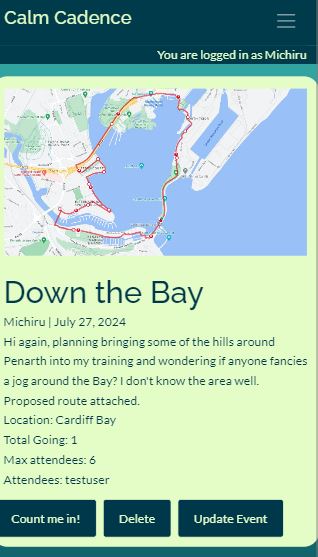 Calm Cadence
You are logged in as Michiru
Down the Bay
Michiru | July 27, 2024
Hi again, planning bringing some of the hills around
Penarth into my training and wondering if anyone fancies
a jog around the Bay? I don't know the area well.
Proposed route attached.
Location: Cardiff Bay
Total Going: 1
Max attendees: 6
Attendees: testuser
Count me in!
Delete
Update Event